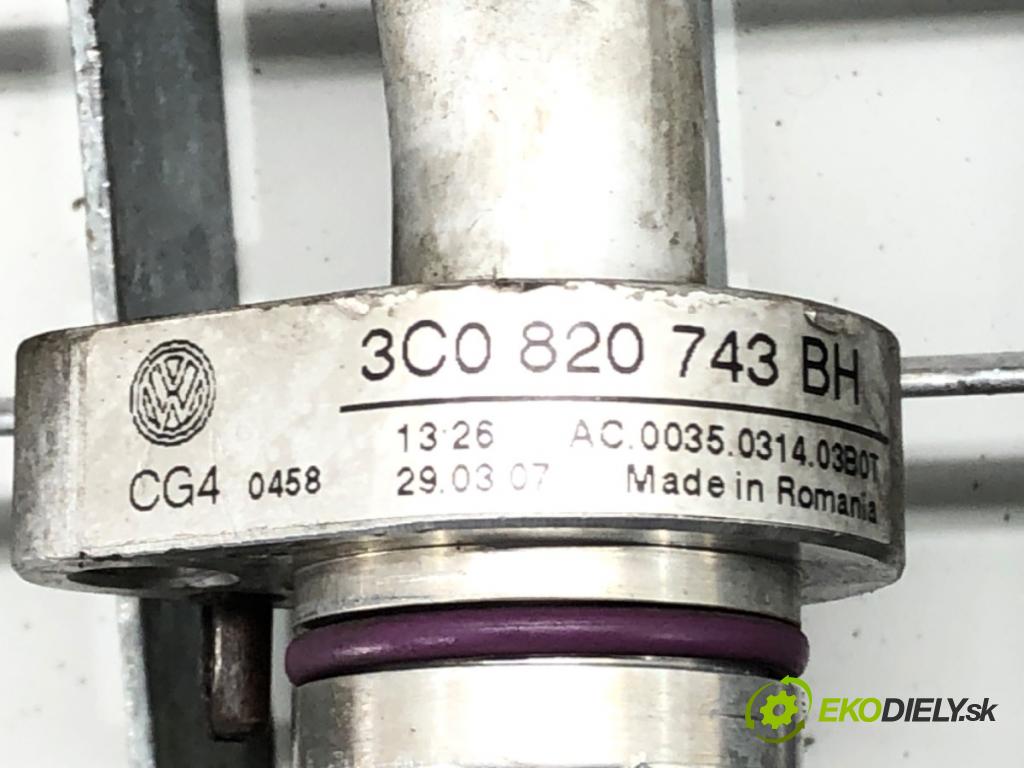 3C0 820 743 BH
13:26 AC.0035.0314.03B0T
CG4 0458 29.03 07 Made in Romania
EKODIELY.sk